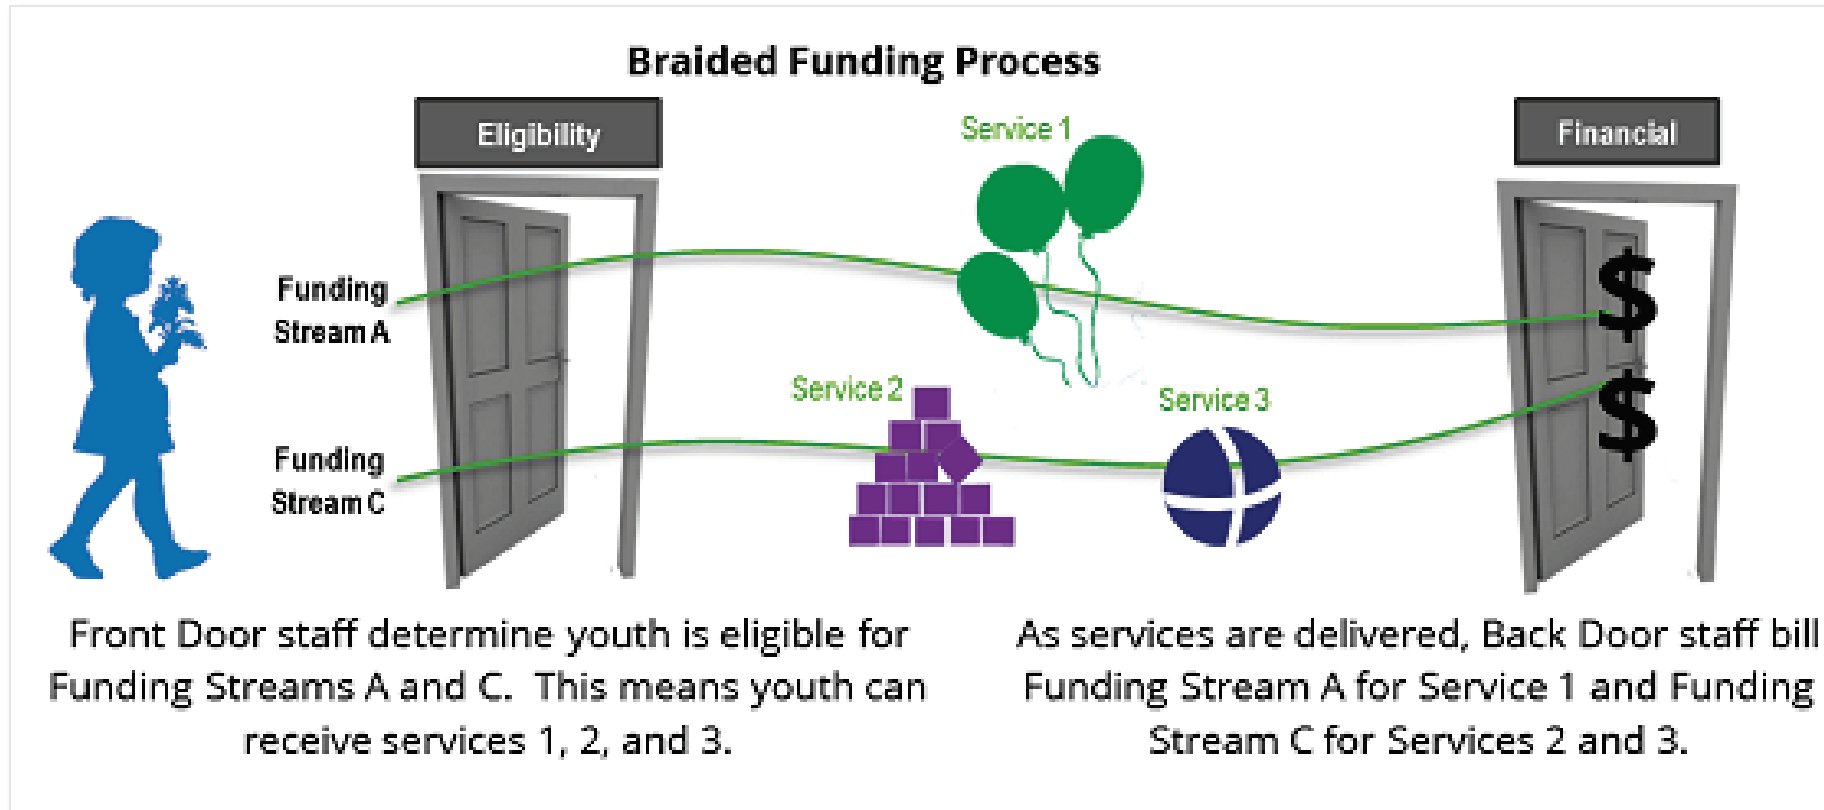 Braided Funding Process
Eligibility
Service 1
Financial
Funding
Stream A
Service 2
Service 3
Funding
Stream C
$
$
Front Door staff determine youth is eligible for
Funding Streams A and C.  This means youth can
receive services 1, 2, and 3.
As services are delivered, Back Door staff bill
Funding Stream A for Service 1 and Funding
Stream C for Services 2 and 3.